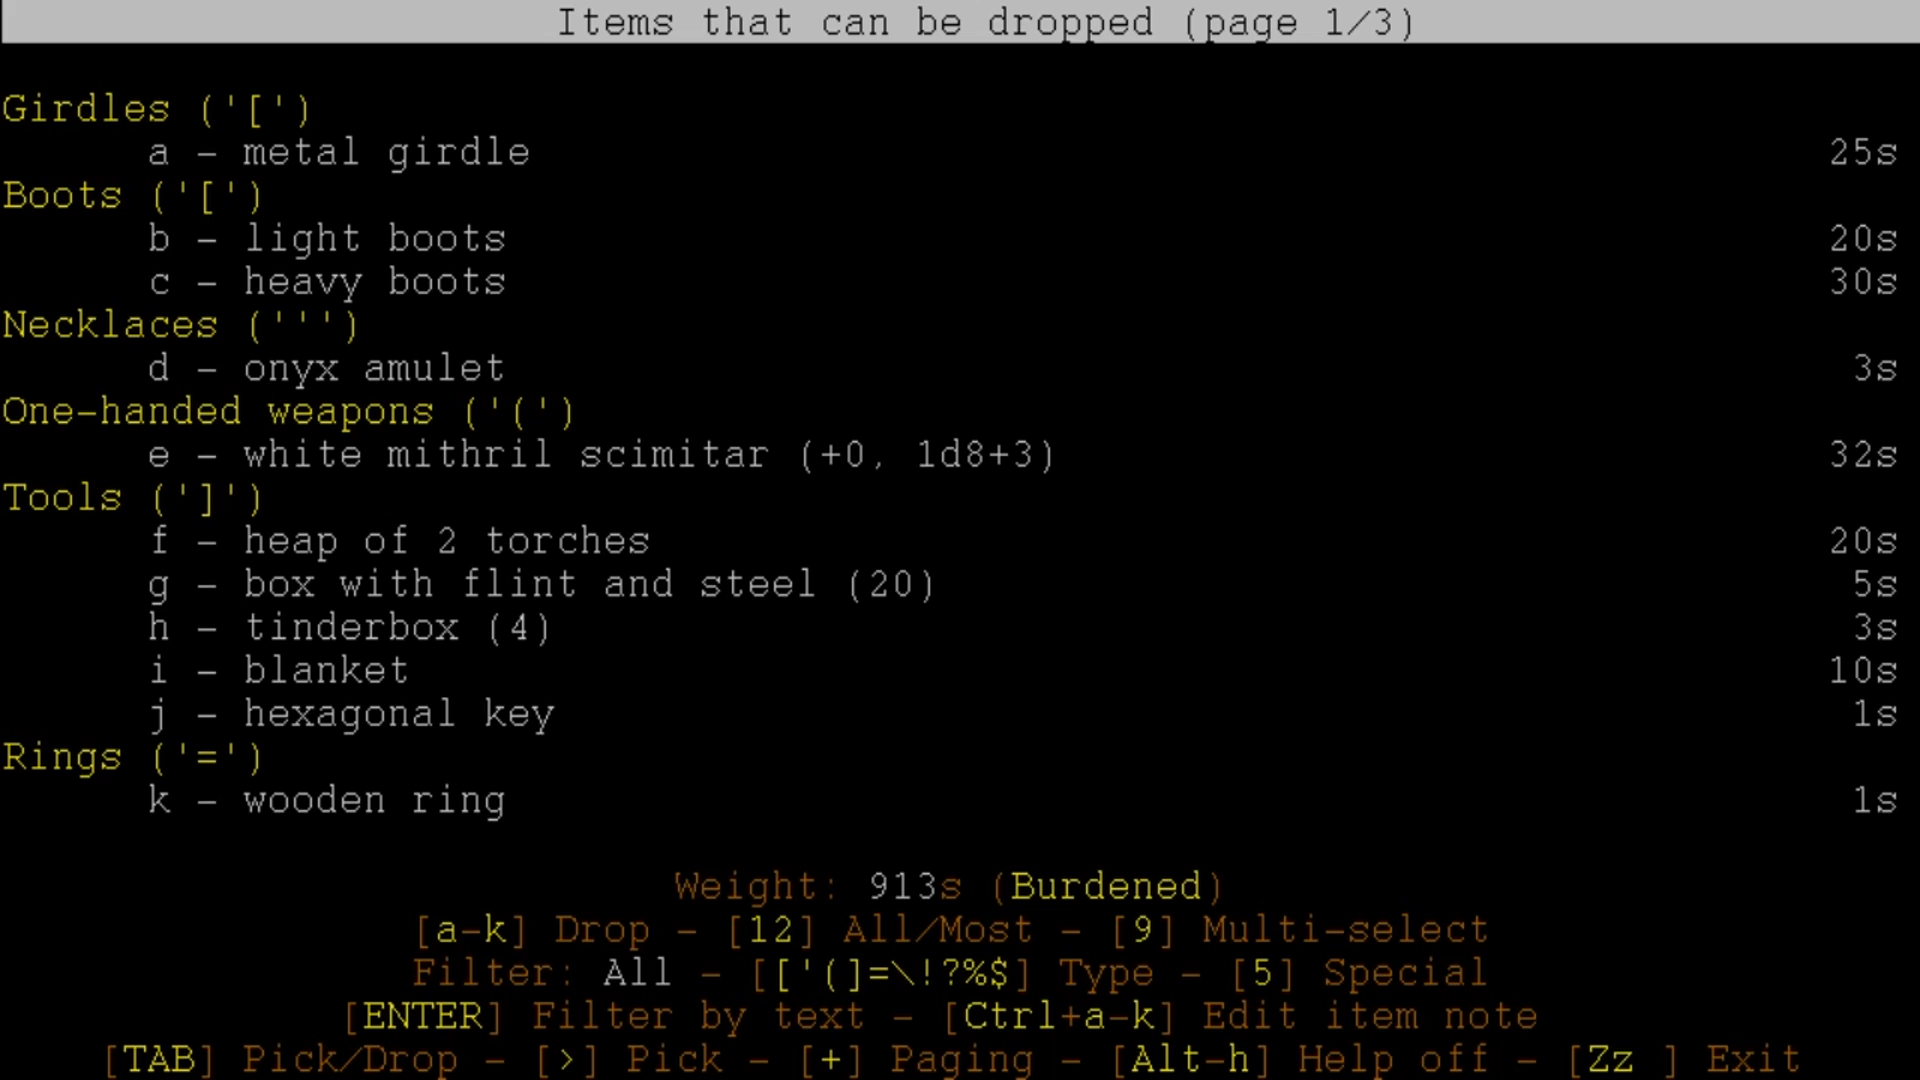 Items that can be dropped (page 1/3)
Girdles ('[')
a - metal girdle 25s
Boots ('[')
b - light boots 20s
c - heavy boots 30s
Necklaces (''')
d - onyx amulet 3s
One-handed weapons ('(')
e - white mithril scimitar (+0, 1d8+3) 32s
Tools (']')
f - heap of 2 torches 20s
g - box with flint and steel (20) 5s
h - tinderbox (4) 3s
i - blanket 10s
j - hexagonal key 1s
Rings ('=')
k - wooden ring 1s
Weight: 913s (Burdened)
[a-k] Drop - [12] All/Most - [9] Multi-select
Filter: All - [['(]=\!?%$] Type - [5] Special
[ENTER] Filter by text - [Ctrl+a-k] Edit item note
[TAB] Pick/Drop - [>] Pick - [+] Paging - [Alt-h] Help off - [Zz ] Exit